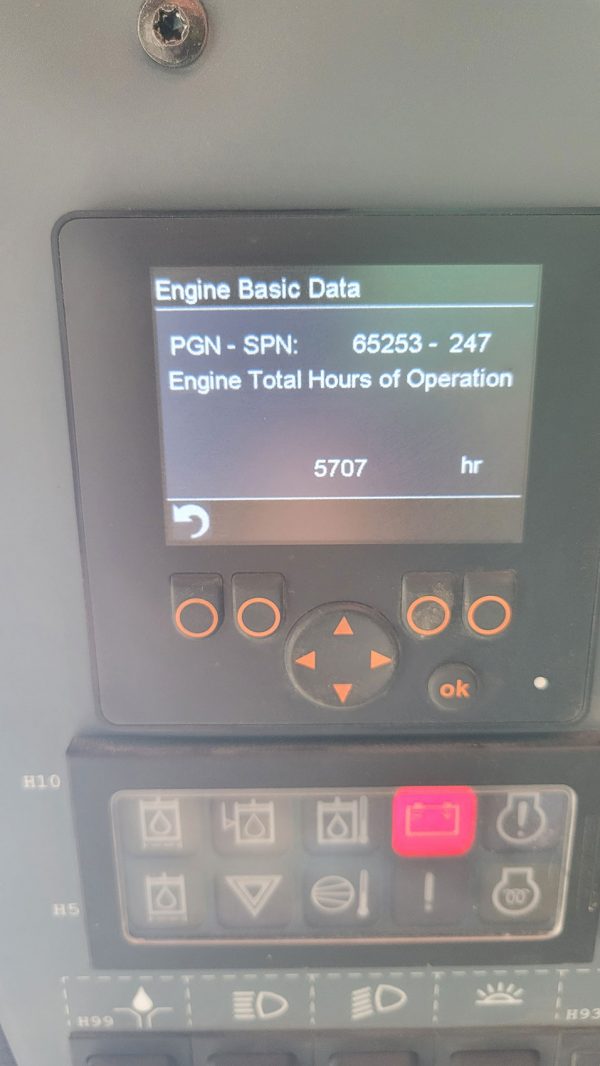 Engine Basic Data
PGN - SPN: 65253 - 247
Engine Total Hours of Operation
5707 hr
ok
H10
H5
H99
H93